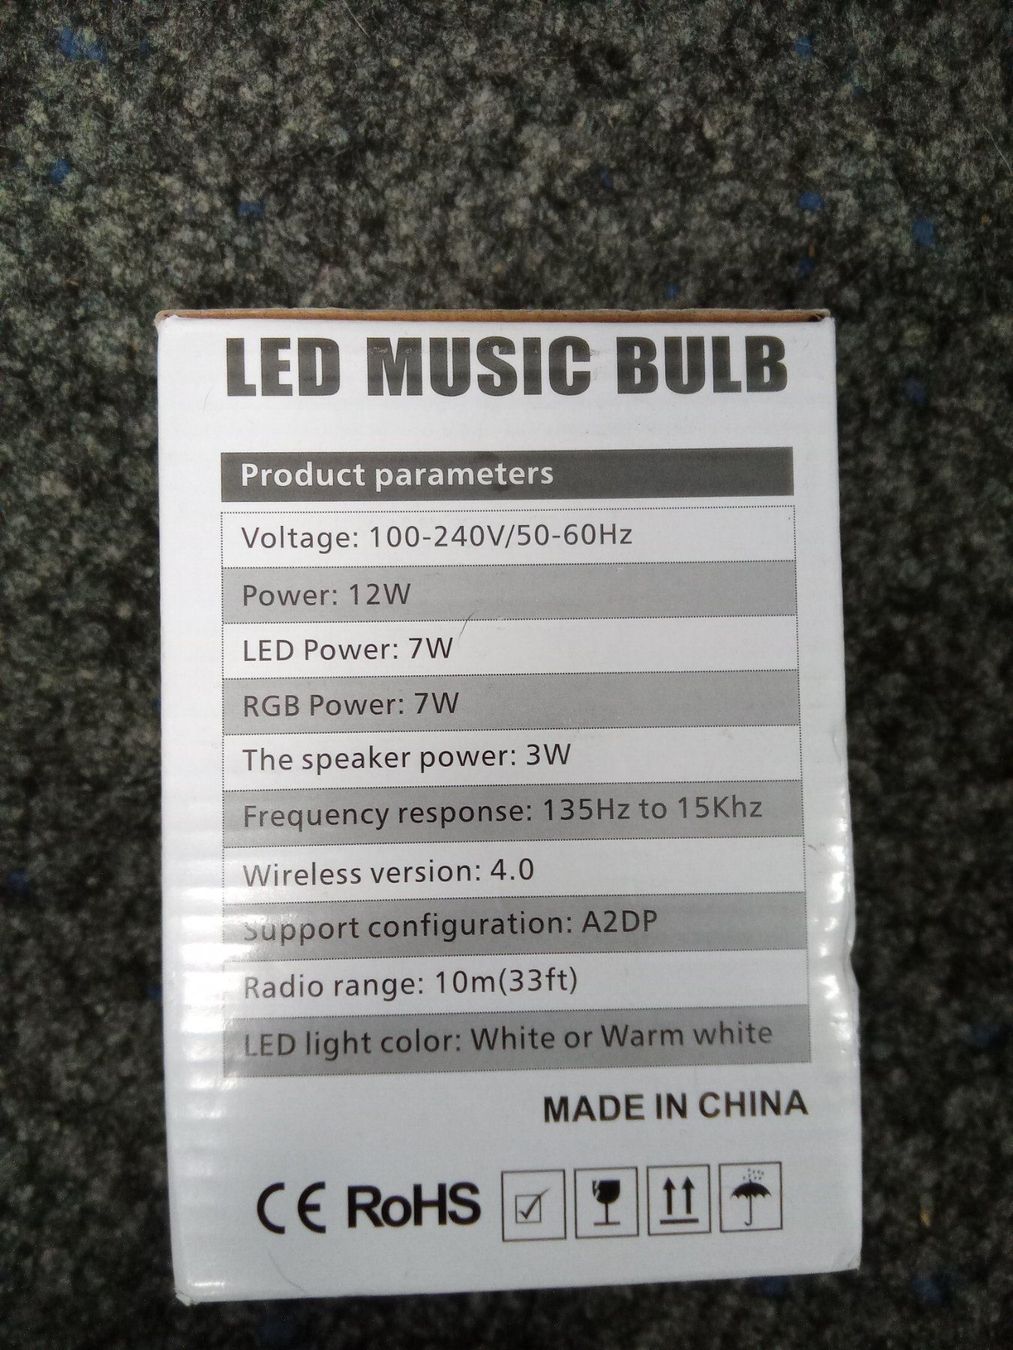 LED MUSIC BULB
Product parameters
Voltage: 100-240V/50-60Hz
Power: 12W
LED Power: 7W
RGB Power: 7W
The speaker power: 3W
Frequency response: 135Hz to 15Khz
Wireless version: 4.0
Support configuration: A2DP
Radio range: 10m(33ft)
LED light color: White or Warm white
MADE IN CHINA
CE RoHS